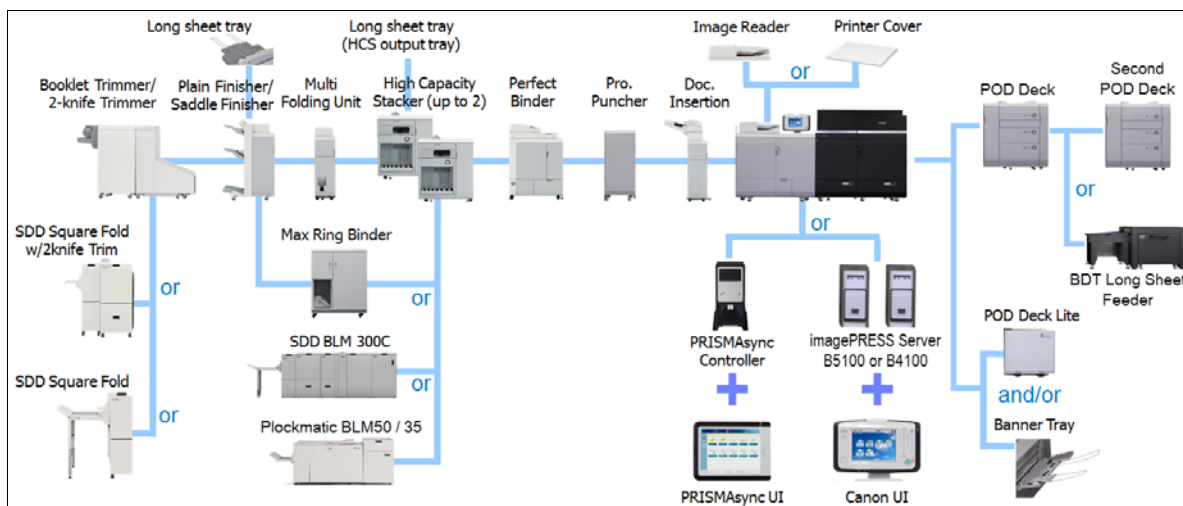 Long sheet tray
Long sheet tray
(HCS output tray)
Image Reader
Printer Cover
or
Booklet Trimmer/
2-knife Trimmer
Plain Finisher/
Saddle Finisher
Multi
Folding Unit
High Capacity
Stacker (up to 2)
Perfect
Binder
Pro.
Puncher
Doc.
Insertion
POD Deck
Second
POD Deck
or
or
SDD Square Fold
w/2knife Trim
or
Max Ring Binder
or
BDT Long Sheet
Feeder
SDD BLM 300C
or
PRISMAsync
Controller
imagePRESS Server
B5100 or B4100
POD Deck Lite
SDD Square Fold
or
and/or
Plockmatic BLM50 / 35
Banner Tray
PRISMAsync UI
Canon UI